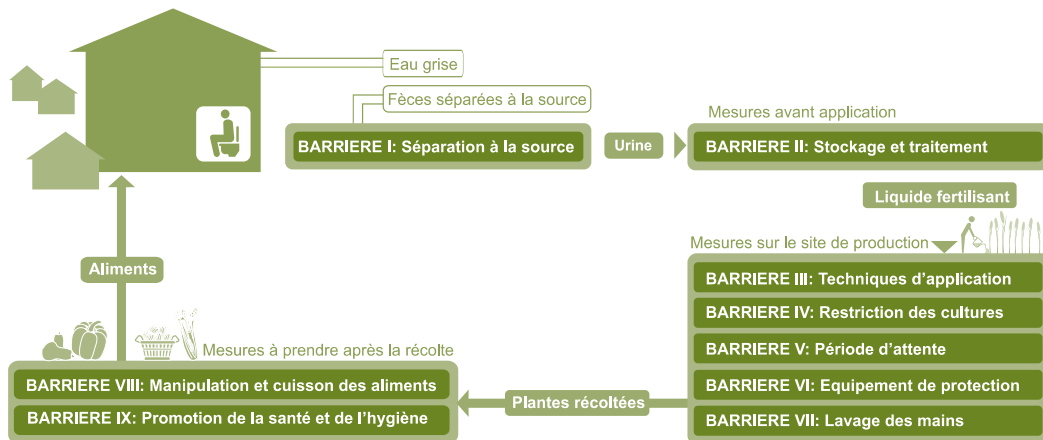 Eau grise
Fèces séparées à la source
BARRIERE I: Séparation à la source
Urine
Mesures avant application
BARRIERE II: Stockage et traitement
Liquide fertilisant
Mesures sur le site de production
BARRIERE III: Techniques d'application
BARRIERE IV: Restriction des cultures
BARRIERE V: Période d'attente
BARRIERE VI: Equipement de protection
BARRIERE VII: Lavage des mains
Plantes récoltées
Mesures à prendre après la récolte
BARRIERE VIII: Manipulation et cuisson des aliments
BARRIERE IX: Promotion de la santé et de l'hygiène
Aliments